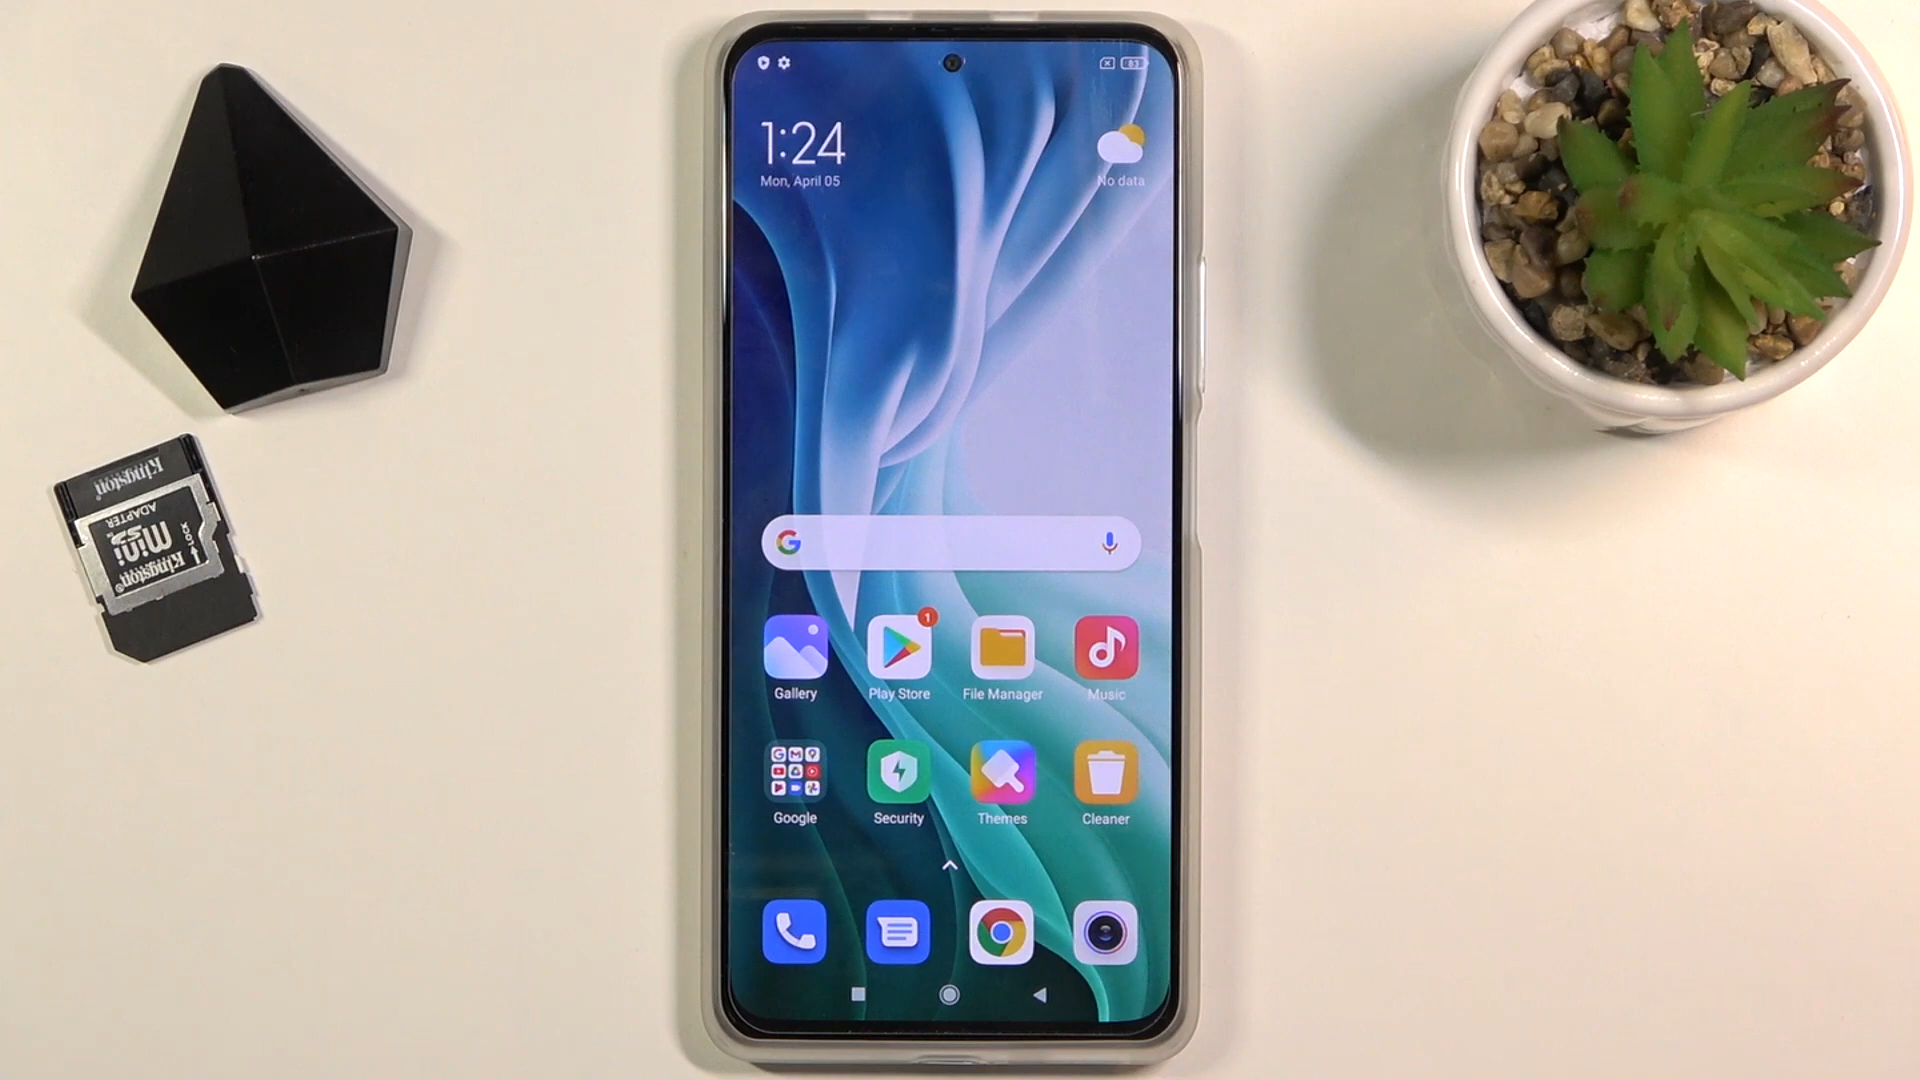 83
1:24
Mon, April 05
No data
1
Gallery
Play Store
File Manager
Music
Google
Security
Themes
Cleaner
Kingston
ADAPTER
mini
LOCK
Kingston